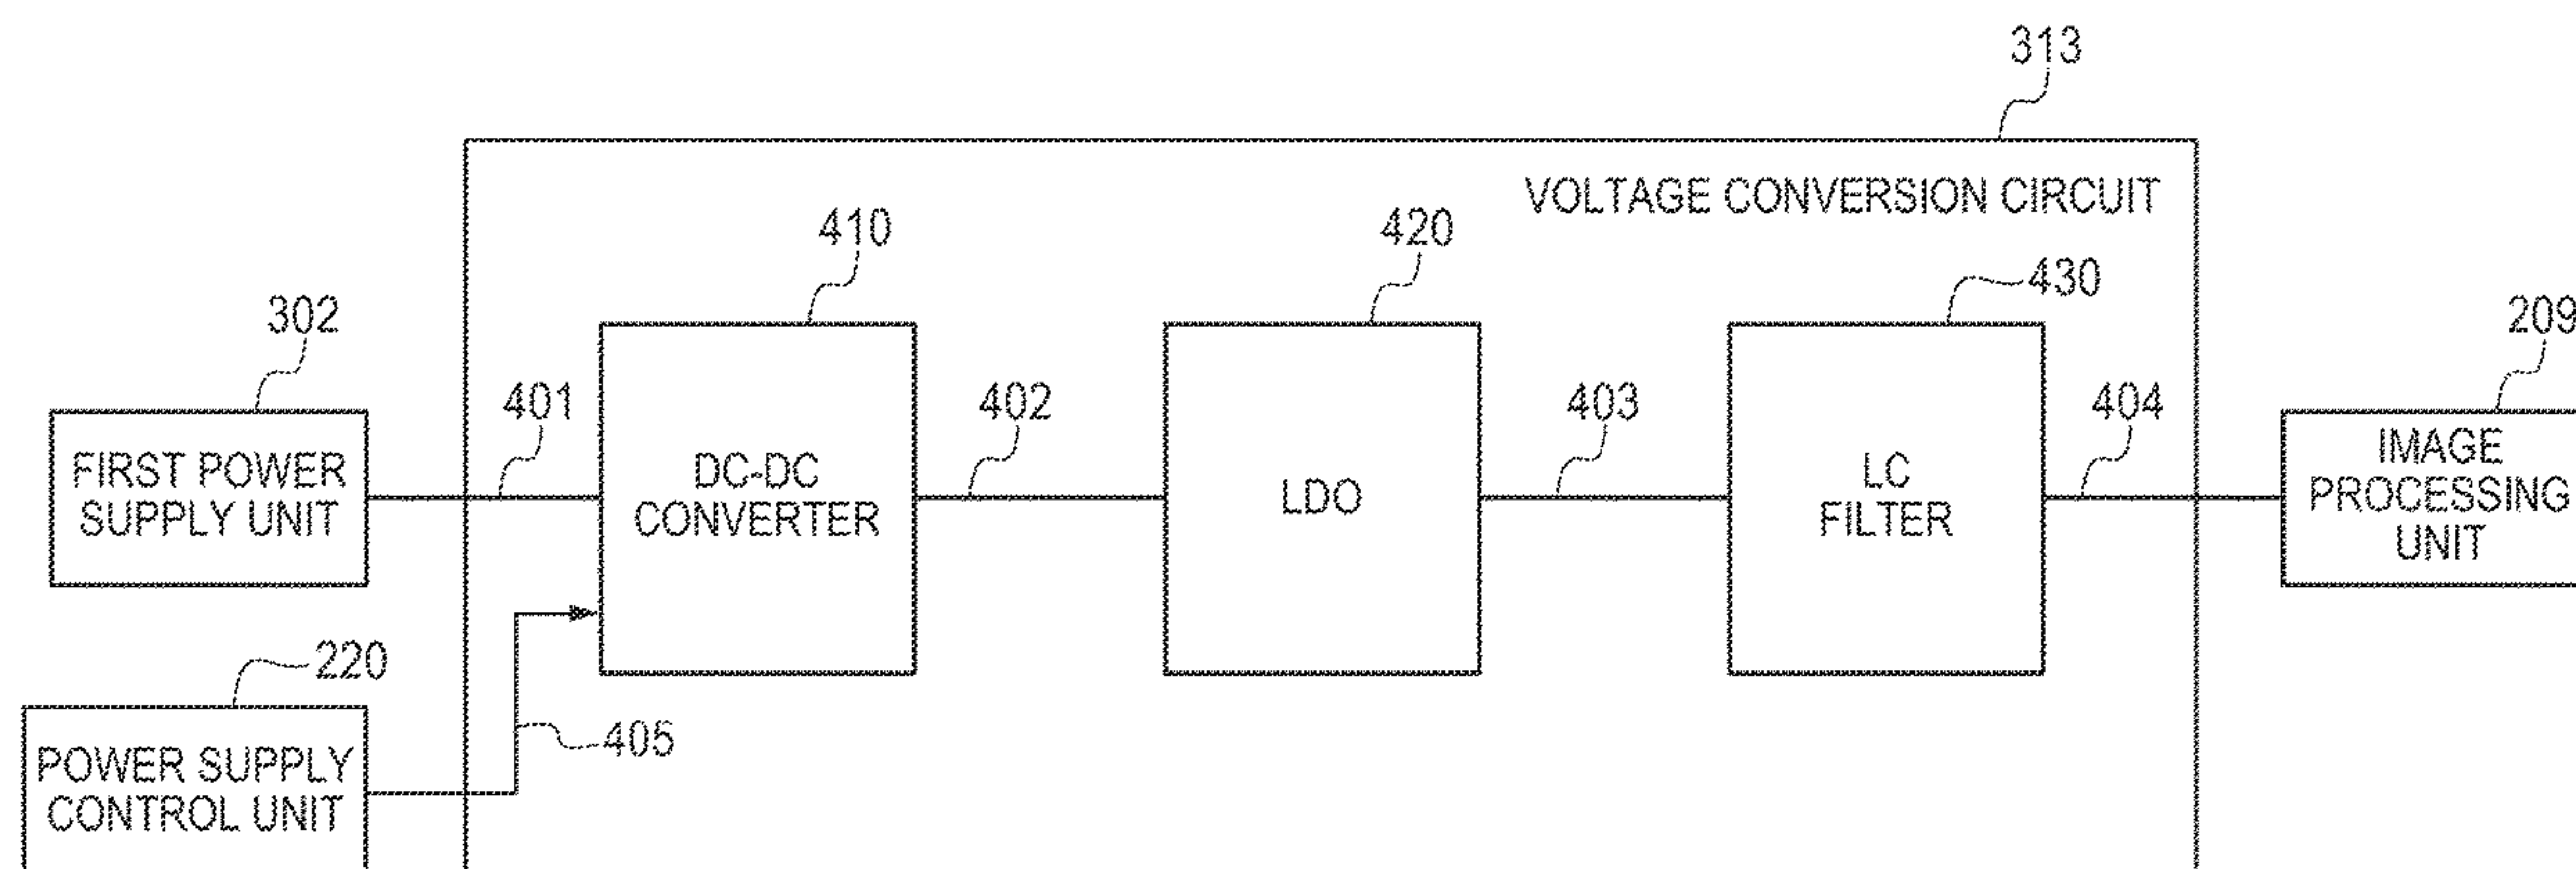 313
VOLTAGE CONVERSION CIRCUIT
410
420
430
302
209
401
402
403
404
FIRST POWER
SUPPLY UNIT
DC-DC
CONVERTER
LDO
LC
FILTER
IMAGE
PROCESSING
UNIT
220
405
POWER SUPPLY
CONTROL UNIT